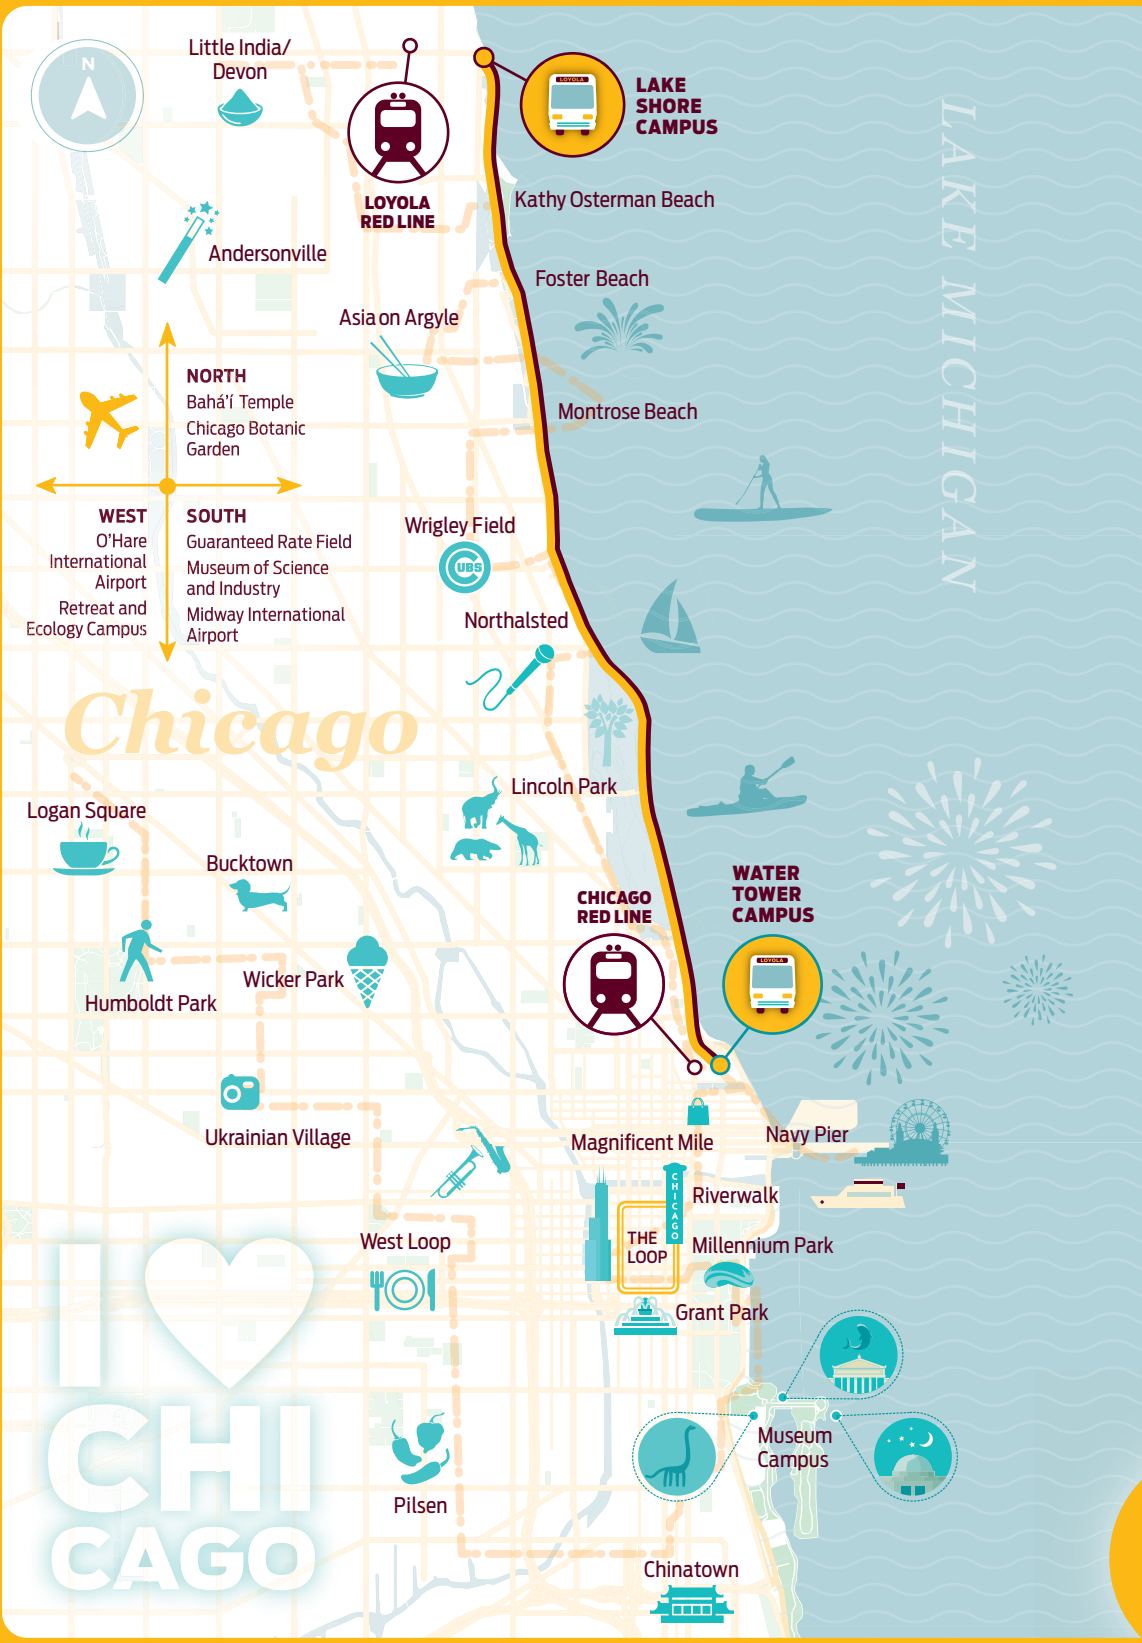 N
Little India/
Devon
LOYOLA
RED LINE
LOYOLA
LAKE
SHORE
CAMPUS
LAKE MICHIGAN
Kathy Osterman Beach
Andersonville
Foster Beach
Asia on Argyle
NORTH
Bahá'í Temple
Chicago Botanic
Garden
Montrose Beach
WEST
O'Hare
International
Airport
Retreat and
Ecology Campus
SOUTH
Guaranteed Rate Field
Museum of Science
and Industry
Midway International
Airport
Wrigley Field
CUBS
Northalsted
Chicago
Lincoln Park
Logan Square
Bucktown
CHICAGO
RED LINE
WATER
TOWER
CAMPUS
LOYOLA
Wicker Park
Humboldt Park
Ukrainian Village
Magnificent Mile
Navy Pier
CHICAGO
Riverwalk
THE
LOOP
West Loop
Millennium Park
Grant Park
I
CHI
CAGO
Museum
Campus
Pilsen
Chinatown